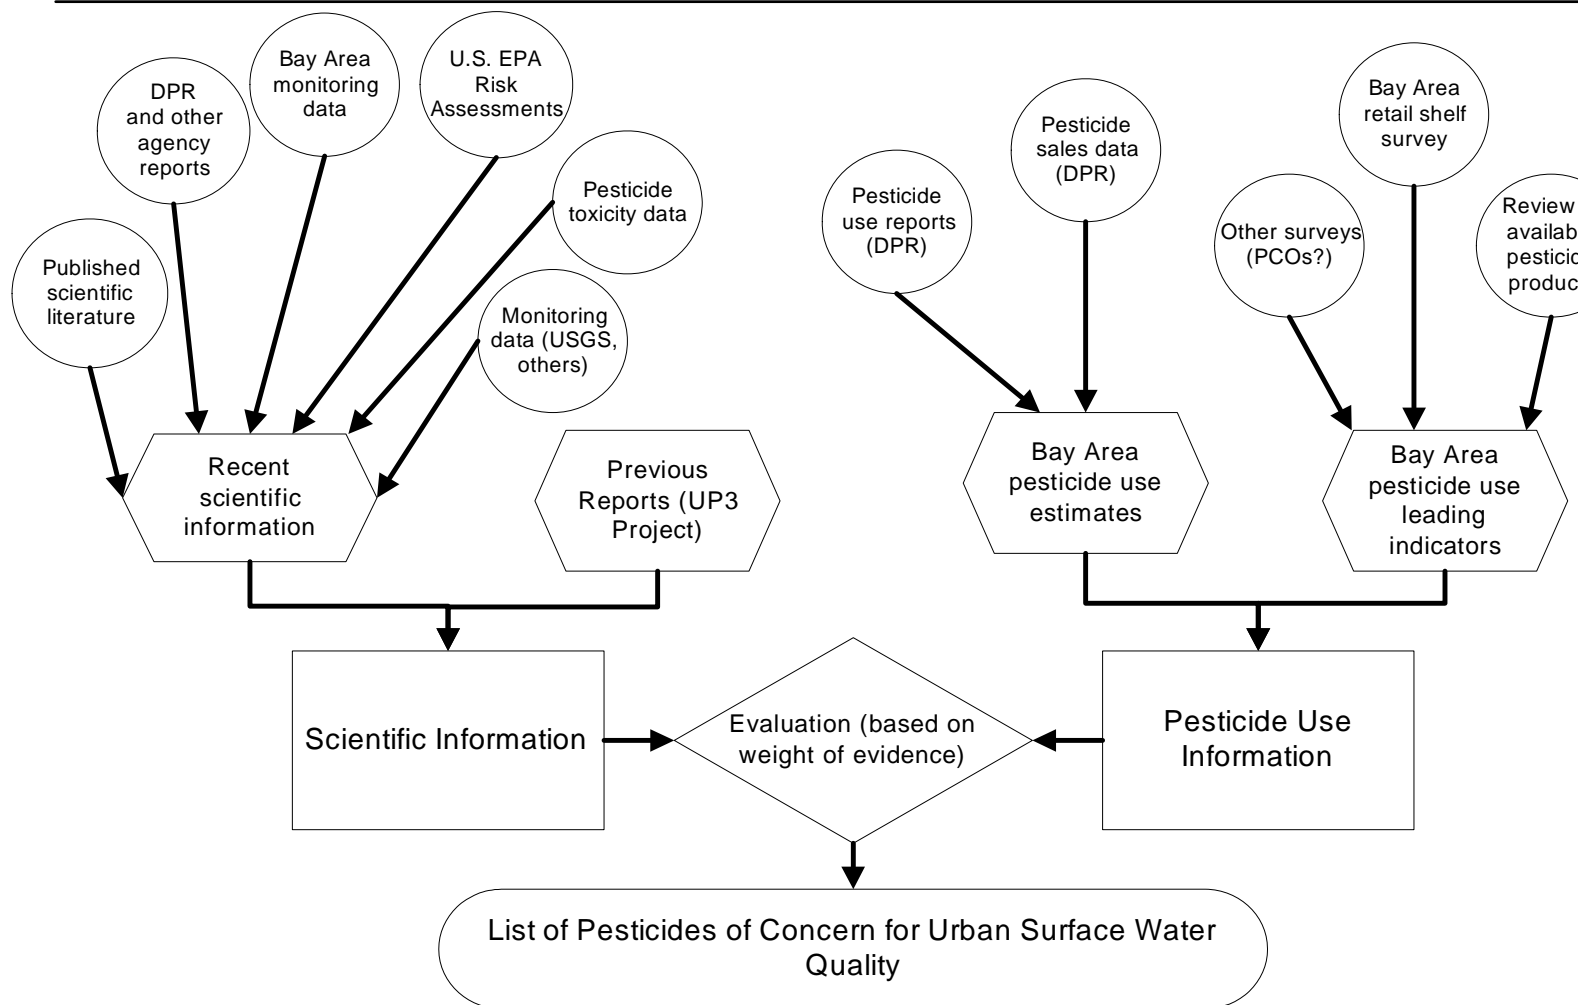 DPR
and other
agency
reports
Bay Area
monitoring
data
U.S. EPA
Risk
Assessments
Pesticide
toxicity data
Published
scientific
literature
Monitoring
data (USGS,
others)
Pesticide
use reports
(DPR)
Pesticide
sales data
(DPR)
Other surveys
(PCOs?)
Bay Area
retail shelf
survey
Review
Recent
scientific
information
Previous
Reports (UP3
Project)
Bay Area
pesticide use
estimates
Bay Area
pesticide use
leading
indicators
Scientific Information
Evaluation (based on
weight of evidence)
Pesticide Use
Information
List of Pesticides of Concern for Urban Surface Water
Quality